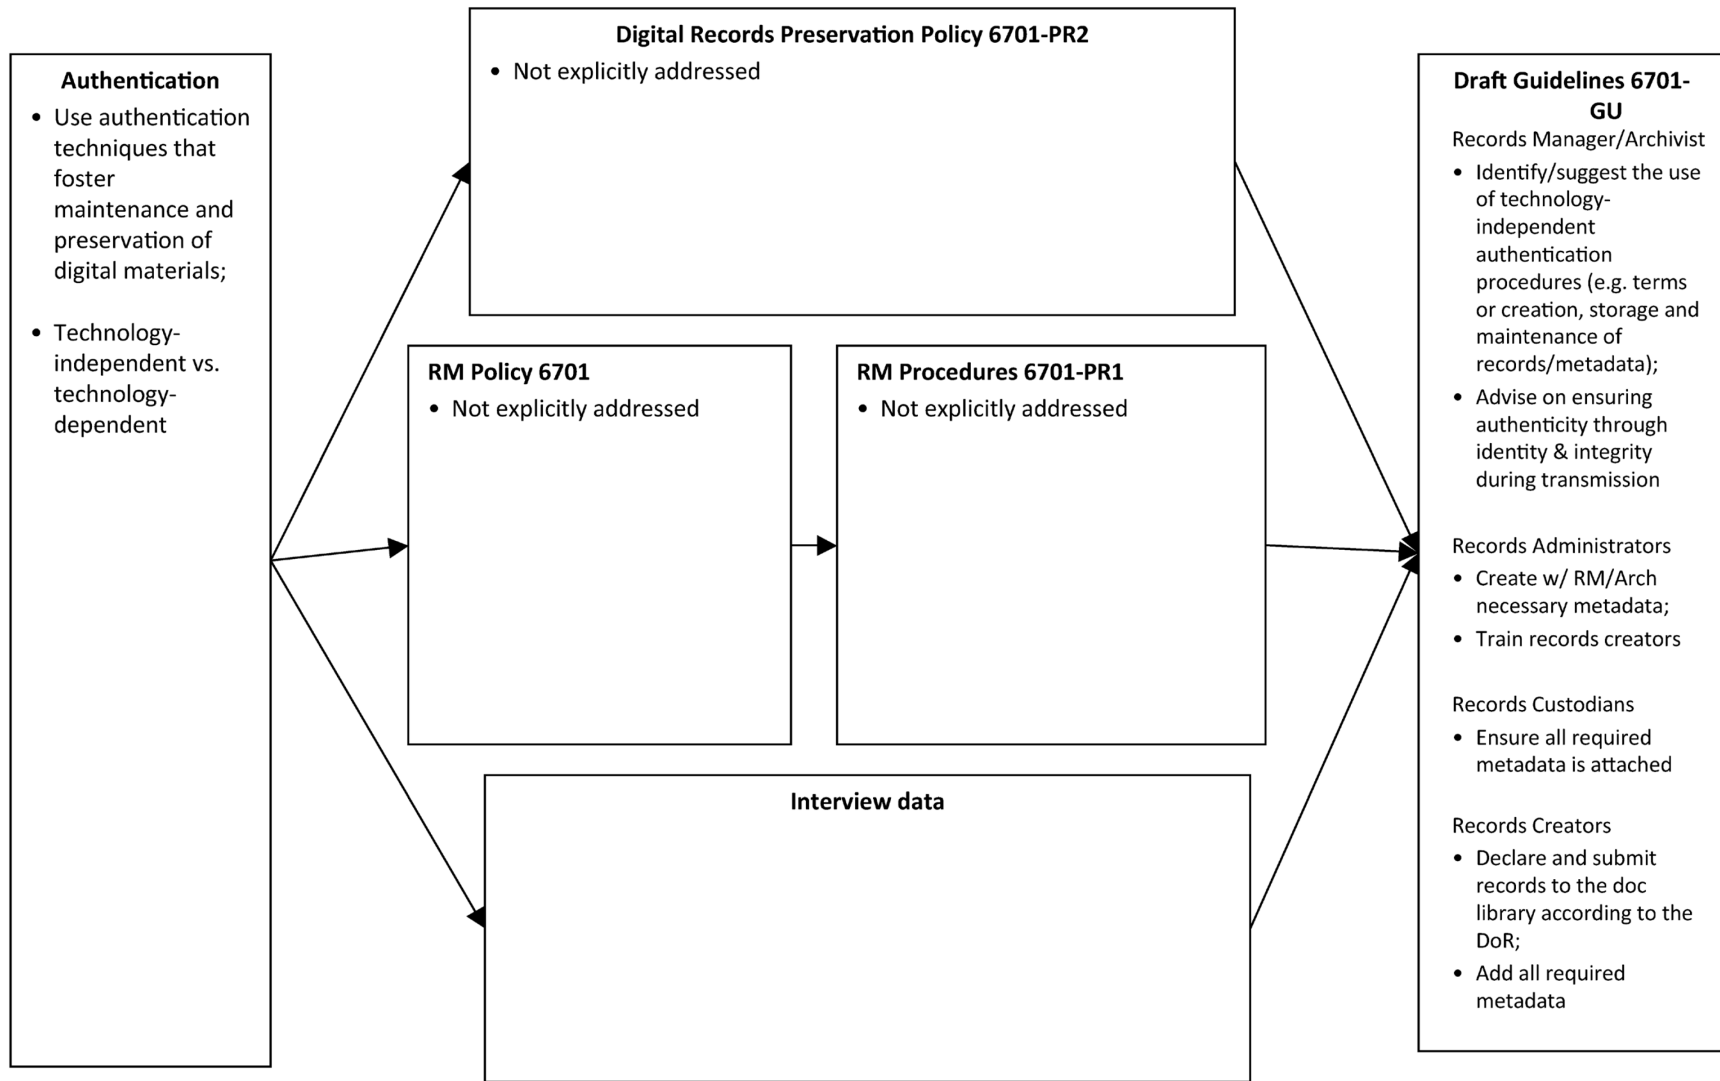 Authentication
• Use authentication
techniques that
foster
maintenance and
preservation of
digital materials;
• Technology-
independent vs.
technology-
dependent
Digital Records Preservation Policy 6701-PR2
• Not explicitly addressed
RM Policy 6701
• Not explicitly addressed
RM Procedures 6701-PR1
• Not explicitly addressed
Interview data
Draft Guidelines 6701-
GU
Records Manager/Archivist
• Identify/suggest the use
of technology-
independent
authentication
procedures (e.g. terms
or creation, storage and
maintenance of
records/metadata);
• Advise on ensuring
authenticity through
identity & integrity
during transmission
Records Administrators
• Create w/ RM/Arch
necessary metadata;
• Train records creators
Records Custodians
• Ensure all required
metadata is attached
Records Creators
• Declare and submit
records to the doc
library according to the
DoR;
• Add all required
metadata